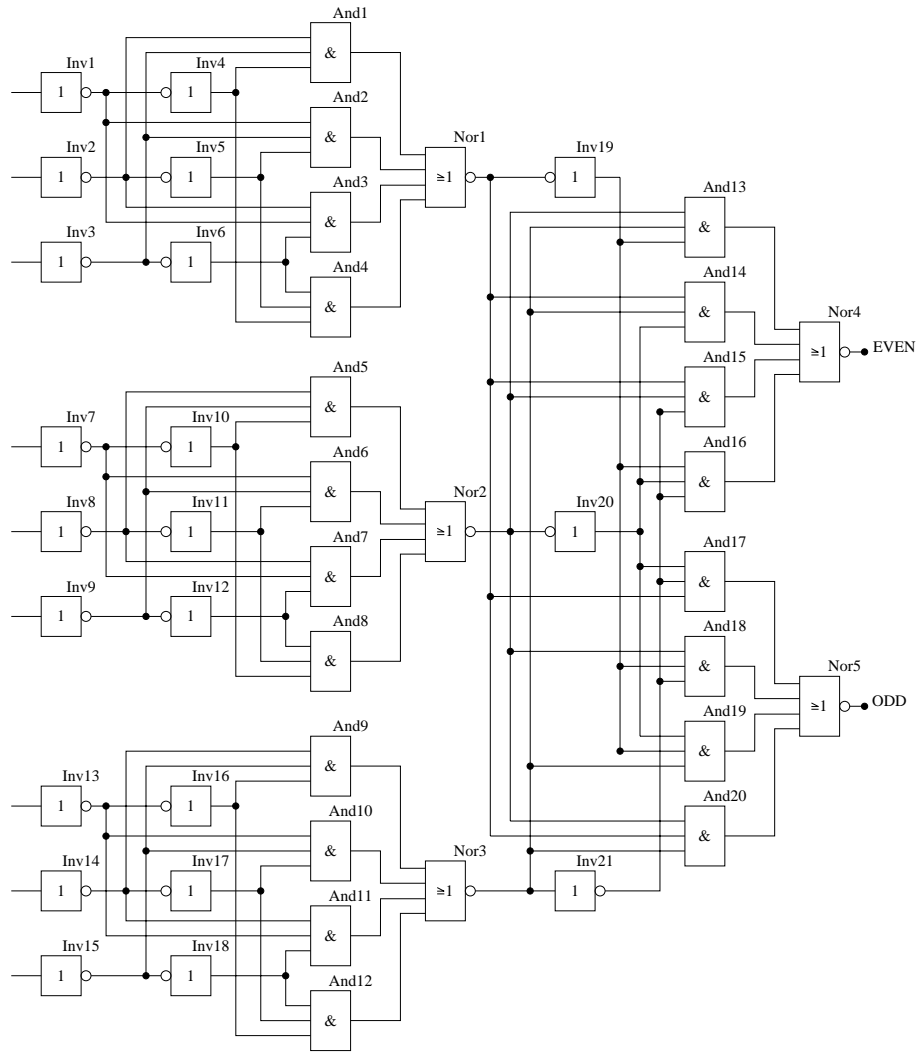 And1
&
Inv1
1
Inv4
1
And2
&
Nor1
≥1
Inv2
1
Inv5
1
Inv19
1
And3
&
And13
&
Inv3
1
Inv6
1
And4
&
And14
&
Nor4
≥1
EVEN
And5
&
And15
&
Inv7
1
Inv10
1
And6
&
And16
&
Nor2
≥1
Inv8
1
Inv11
1
Inv20
1
And7
&
And17
&
Inv9
1
Inv12
1
And8
&
And18
&
Nor5
≥1
ODD
And9
&
And19
&
Inv13
1
Inv16
1
And10
&
And20
&
Nor3
≥1
Inv14
1
Inv17
1
Inv21
1
And11
&
Inv15
1
Inv18
1
And12
&